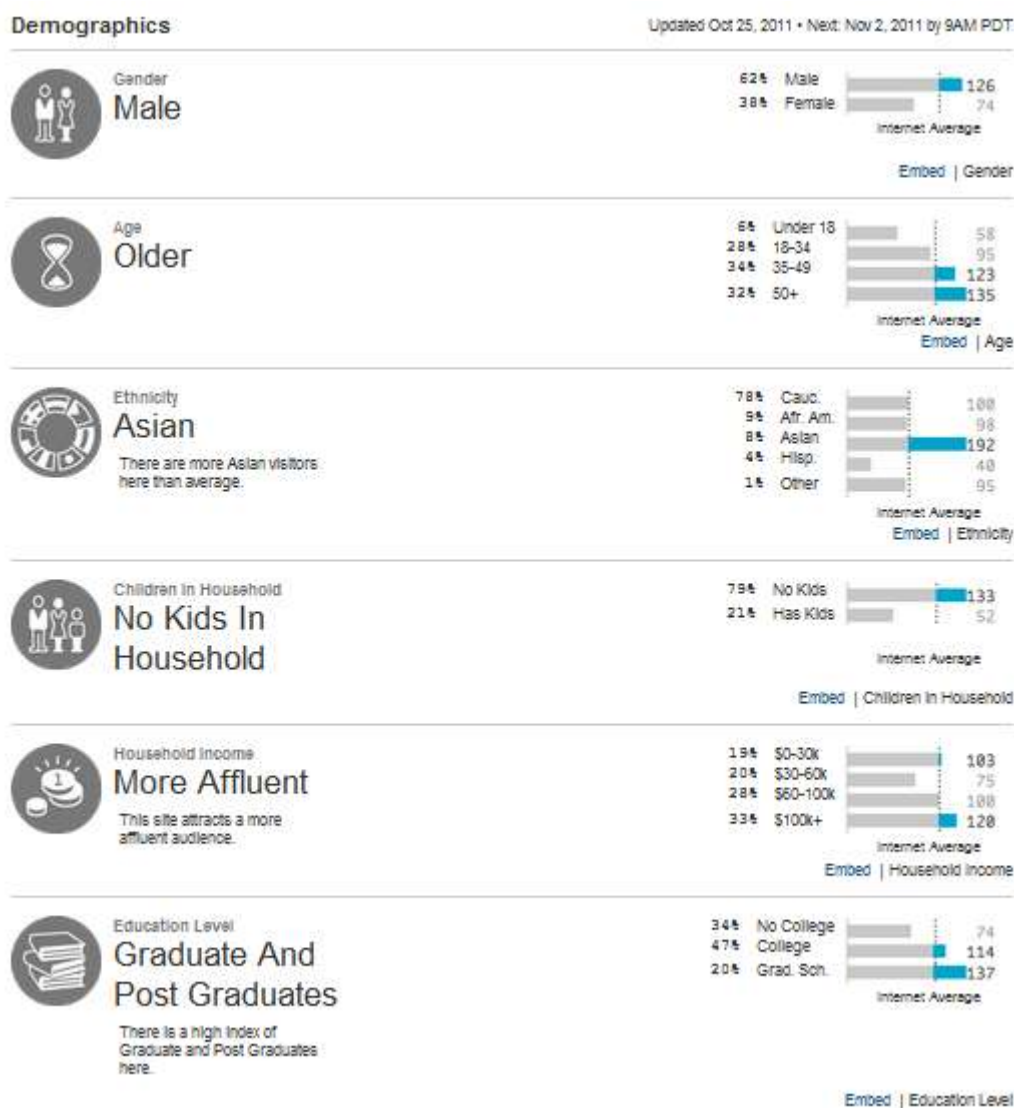 Demographics
Updated Oct 25, 2011 • Next: Nov 2, 2011 by 9AM PDT
Gender
Male
62% Male 126
38% Female 74
Internet Average
Embed | Gender
Age
Older
6% Under 18 58
28% 18-34 95
34% 35-49 123
32% 50+ 135
Internet Average
Embed | Age
Ethnicity
Asian
There are more Asian visitors
here than average.
78% Cauc. 100
9% Afr. Am. 98
8% Asian 192
4% Hisp. 40
1% Other 95
Internet Average
Embed | Ethnicity
Children in Household
No Kids In
Household
79% No Kids 133
21% Has Kids 52
Internet Average
Embed | Children in Household
Household Income
More Affluent
This site attracts a more
affluent audience.
19% $0-30k 103
20% $30-60k 75
28% $60-100k 100
33% $100k+ 120
Internet Average
Embed | Household Income
Education Level
Graduate And
Post Graduates
There is a high index of
Graduate and Post Graduates
here.
34% No College 74
47% College 114
20% Grad. Sch. 137
Internet Average
Embed | Education Level